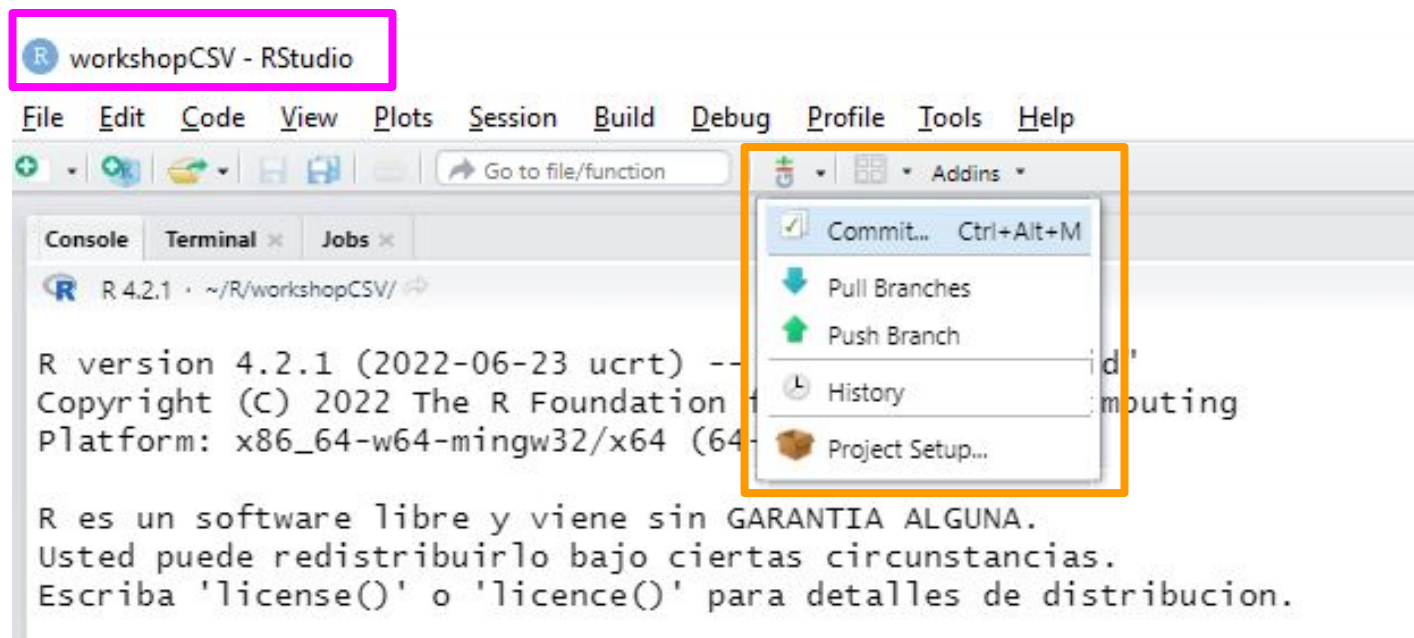 R workshopCSV - RStudio
File Edit Code View Plots Session Build Debug Profile Tools Help
Go to file/function Git Addins
Console Terminal Jobs
Commit... Ctrl+Alt+M
R R 4.2.1 · ~/R/workshopCSV/
Pull Branches
Push Branch
R version 4.2.1 (2022-06-23 ucrt) -- d"
History
Copyright (C) 2022 The R Foundation f mputing
Platform: x86_64-w64-mingw32/x64 (64-
Project Setup...
R es un software libre y viene sin GARANTIA ALGUNA.
Usted puede redistribuirlo bajo ciertas circunstancias.
Escriba 'license()' o 'licence()' para detalles de distribucion.